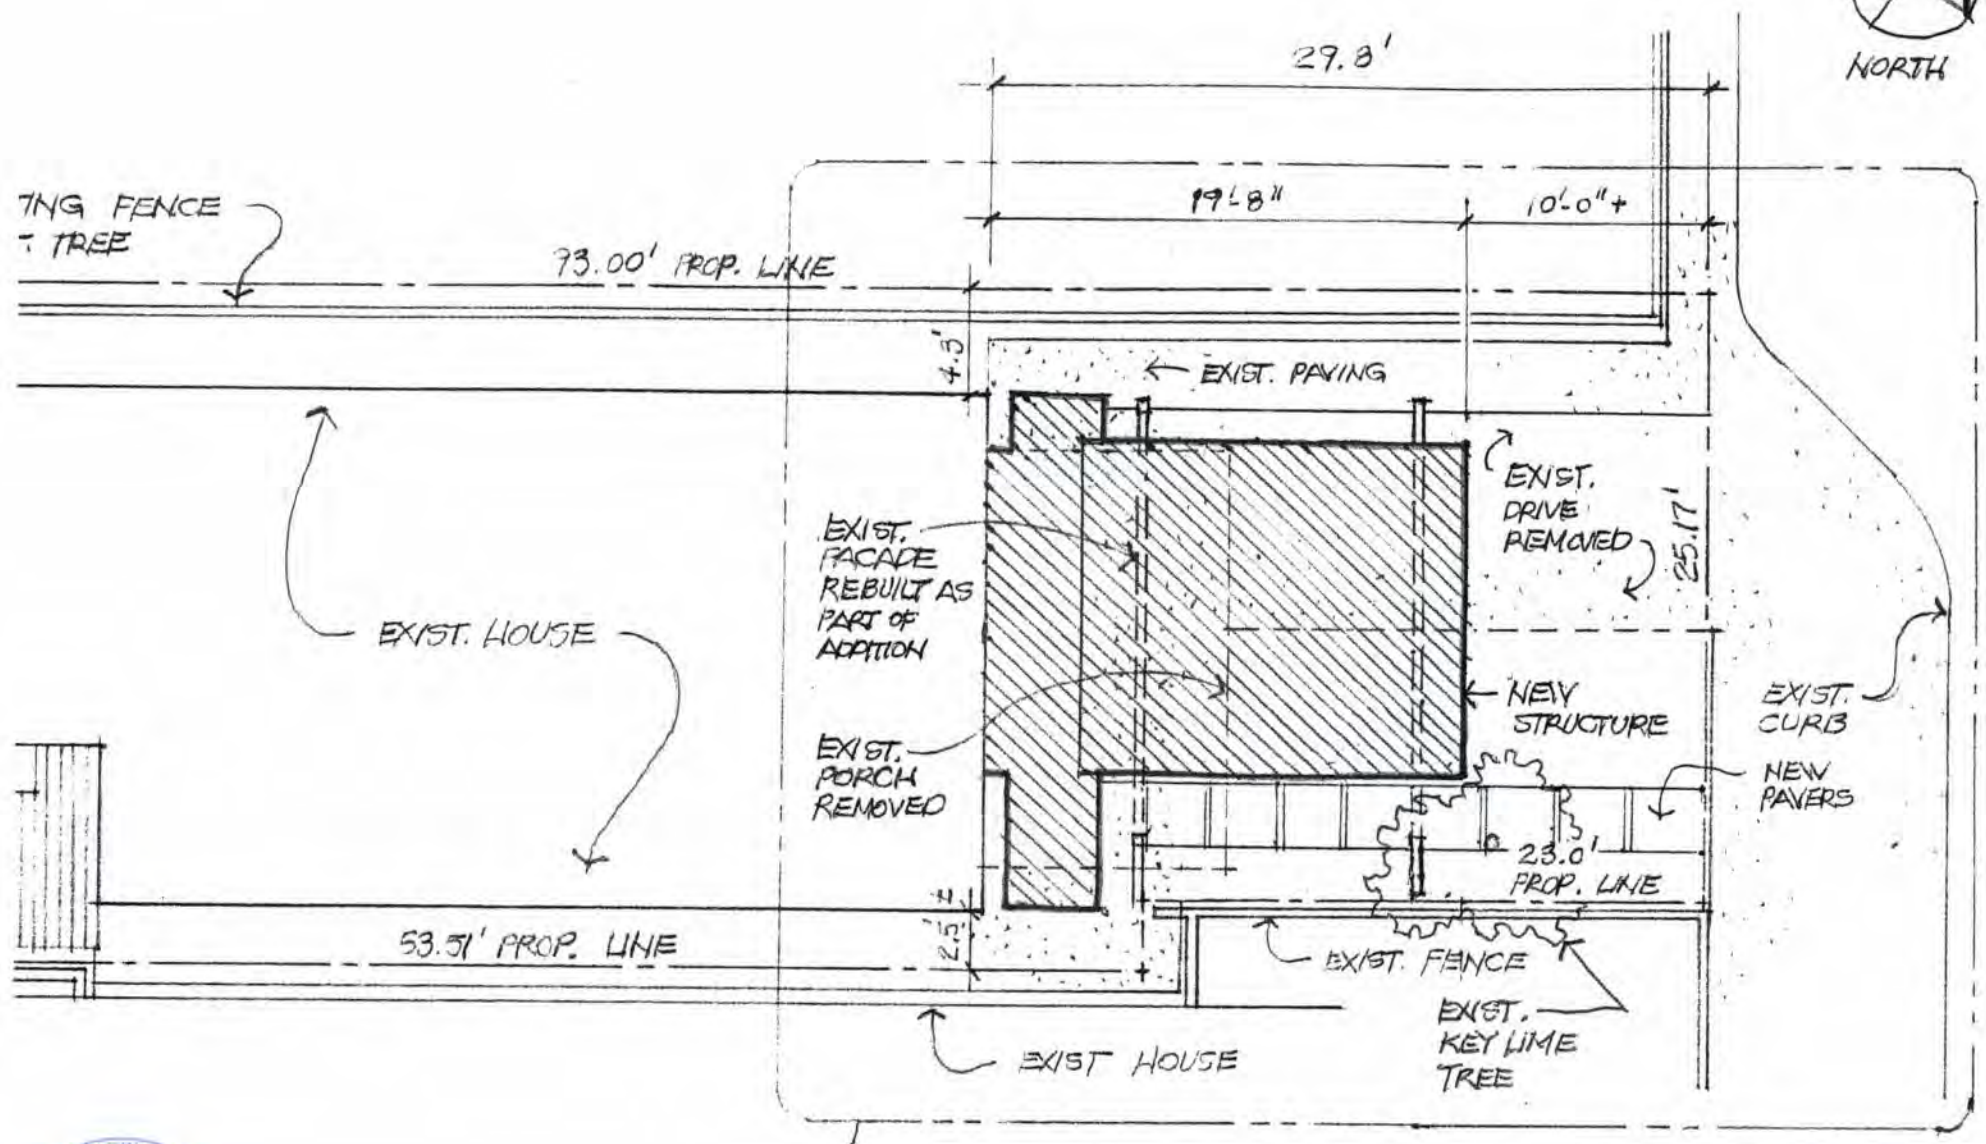 NORTH
29.8'
19'-8"
10'-0"+
FENCE
TREE
73.00' PROP. LINE
4.3'
← EXIST. PAVING
EXIST.
DRIVE
REMOVED
25.17'
EXIST.
FACADE
REBUILT AS
PART OF
ADDITION
EXIST. HOUSE
NEW
STRUCTURE
EXIST.
CURB
EXIST.
PORCH
REMOVED
NEW
PAVERS
23.0'
PROP. LINE
53.51' PROP. LINE
2.5' ±
EXIST. FENCE
EXIST.
KEY LIME
TREE
EXIST HOUSE